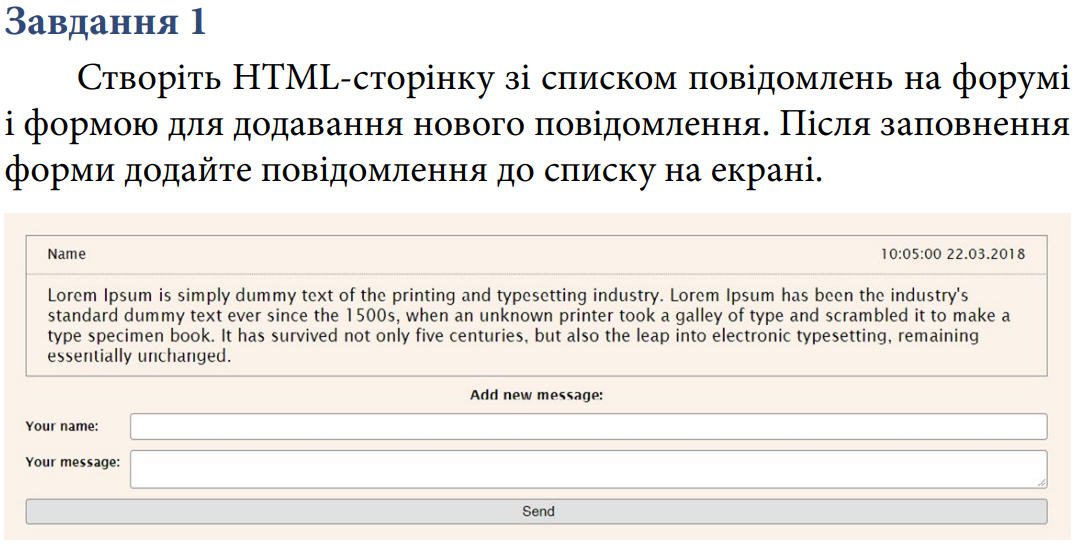 Завдання 1
Створіть HTML-сторінку зі списком повідомлень на форумі
і формою для додавання нового повідомлення. Після заповнення
форми додайте повідомлення до списку на екрані.
Name 10:05:00 22.03.2018
Lorem Ipsum is simply dummy text of the printing and typesetting industry. Lorem Ipsum has been the industry's
standard dummy text ever since the 1500s, when an unknown printer took a galley of type and scrambled it to make a
type specimen book. It has survived not only five centuries, but also the leap into electronic typesetting, remaining
essentially unchanged.
Add new message:
Your name:
Your message:
Send